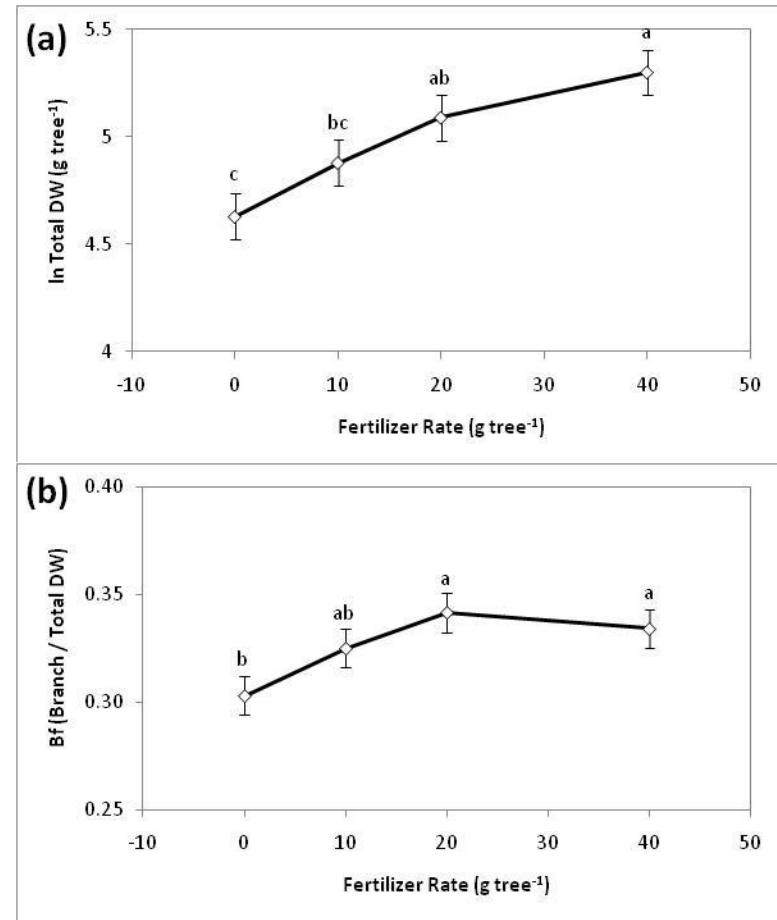 (a)
5.5
5
4.5
4
ln Total DW (g tree⁻¹)
c
bc
ab
a
-10 0 10 20 30 40 50
Fertilizer Rate (g tree⁻¹)
(b)
0.40
0.35
0.30
0.25
Bf (Branch / Total DW)
b
ab
a
a
-10 0 10 20 30 40 50
Fertilizer Rate (g tree⁻¹)